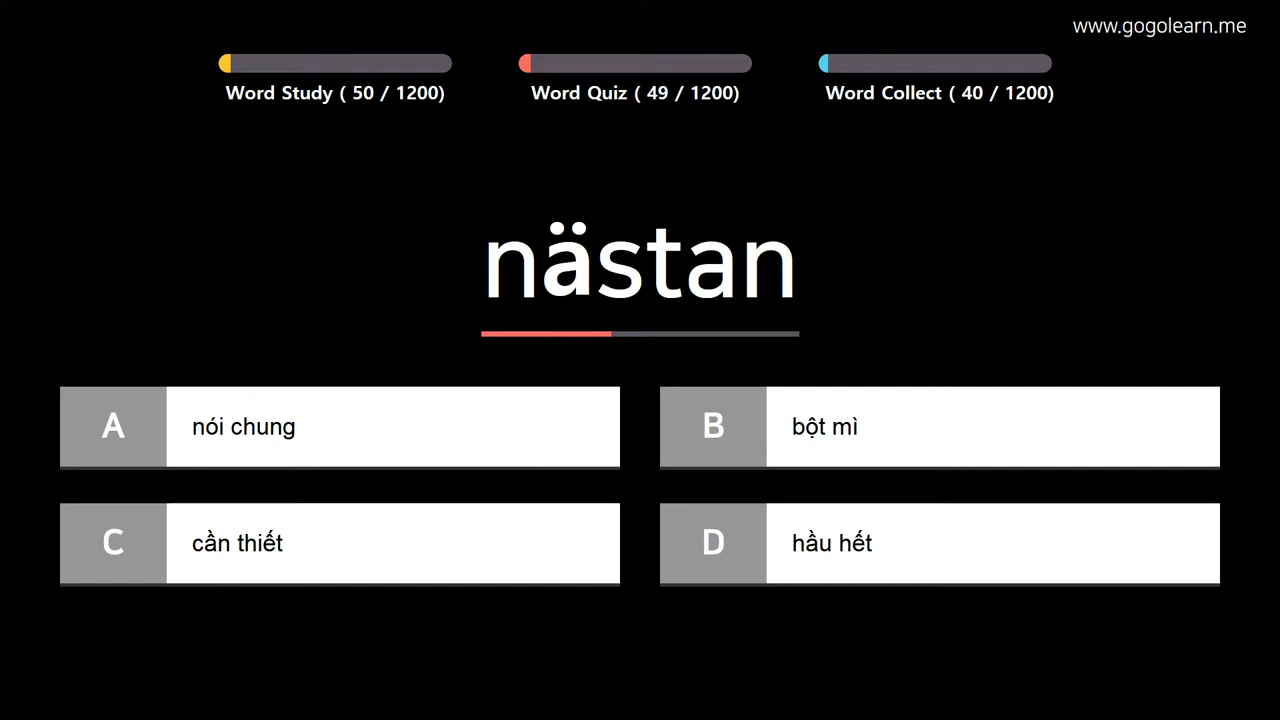 www.gogolearn.me
Word Study ( 50 / 1200)
Word Quiz ( 49 / 1200)
Word Collect ( 40 / 1200)
nästan
A nói chung
B bột mì
C cần thiết
D hầu hết